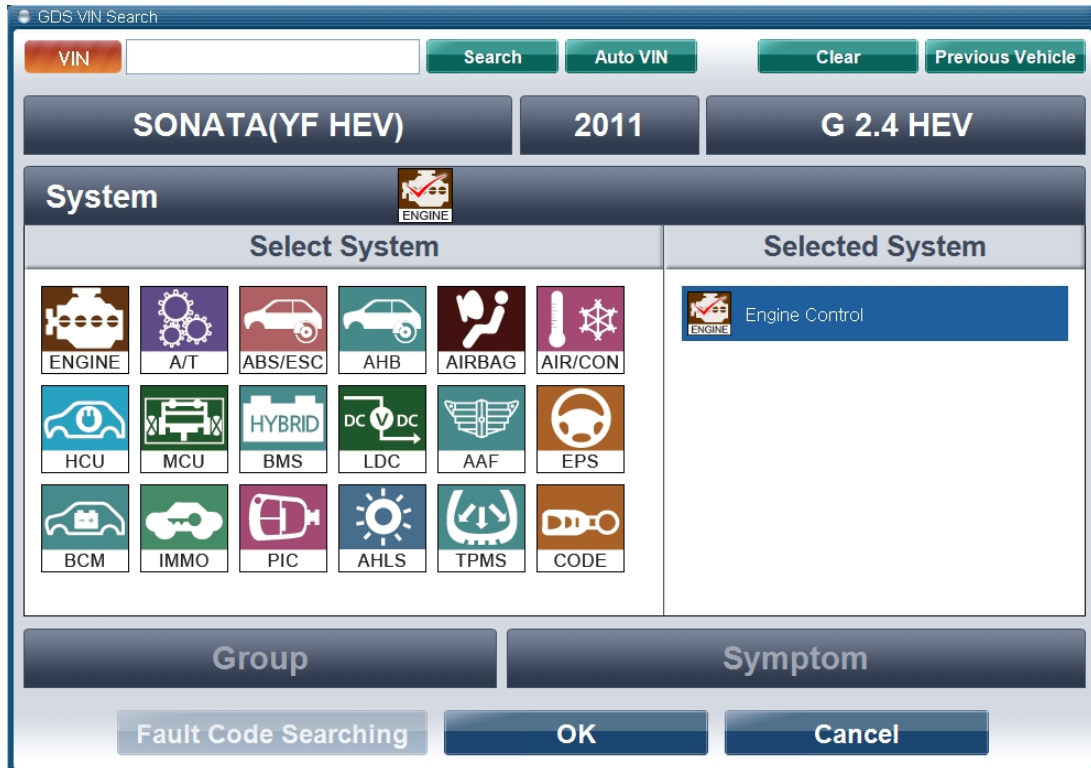 GDS VIN Search
VIN Search Auto VIN Clear Previous Vehicle
SONATA(YF HEV) 2011 G 2.4 HEV
System ENGINE
Select System Selected System
ENGINE A/T ABS/ESC AHB AIRBAG AIR/CON
ENGINE Engine Control
HYBRID DC V DC
HCU MCU BMS LDC AAF EPS
BCM IMMO PIC AHLS TPMS CODE
Group Symptom
Fault Code Searching OK Cancel